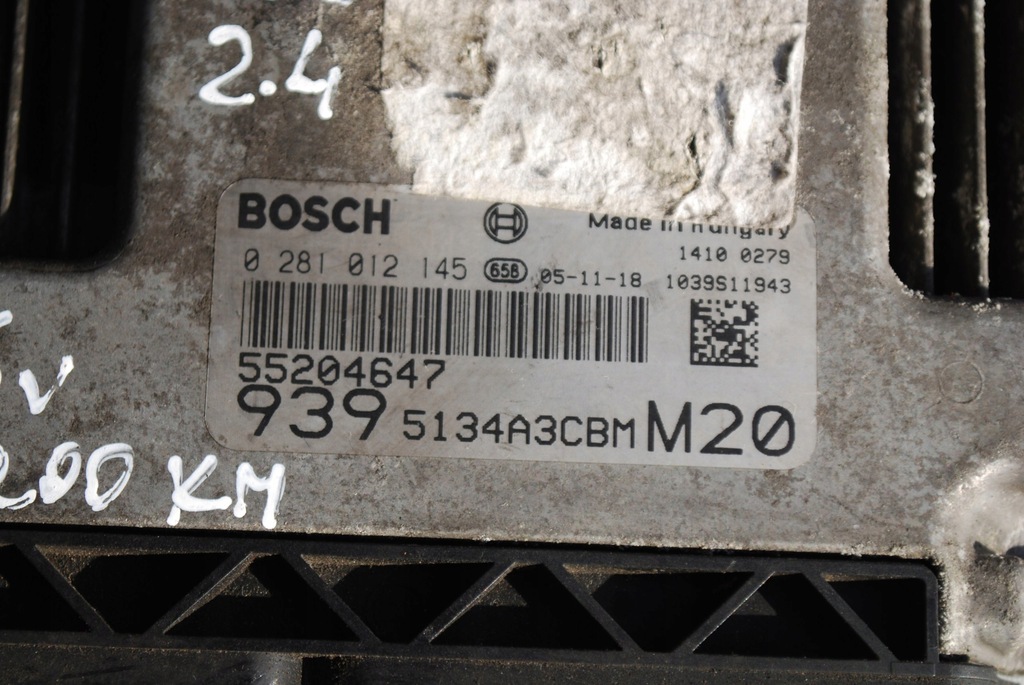 2.4
BOSCH
Made in Hungary
1410 0279
0 281 012 145 658 05-11-18 1039S11943
55204647
939 5134A3CBM M20
V
200 KM